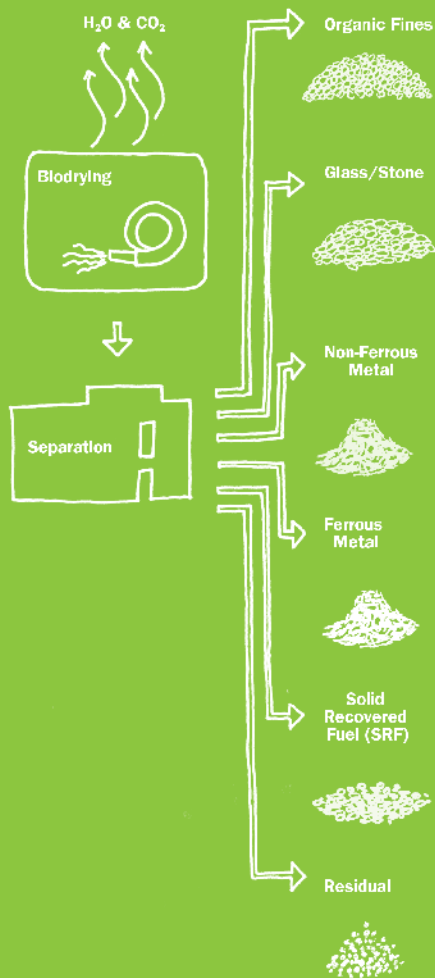 H₂O & CO₂
Biodrying
Separation
Organic Fines
Glass/Stone
Non-Ferrous
Metal
Ferrous
Metal
Solid
Recovered
Fuel (SRF)
Residual